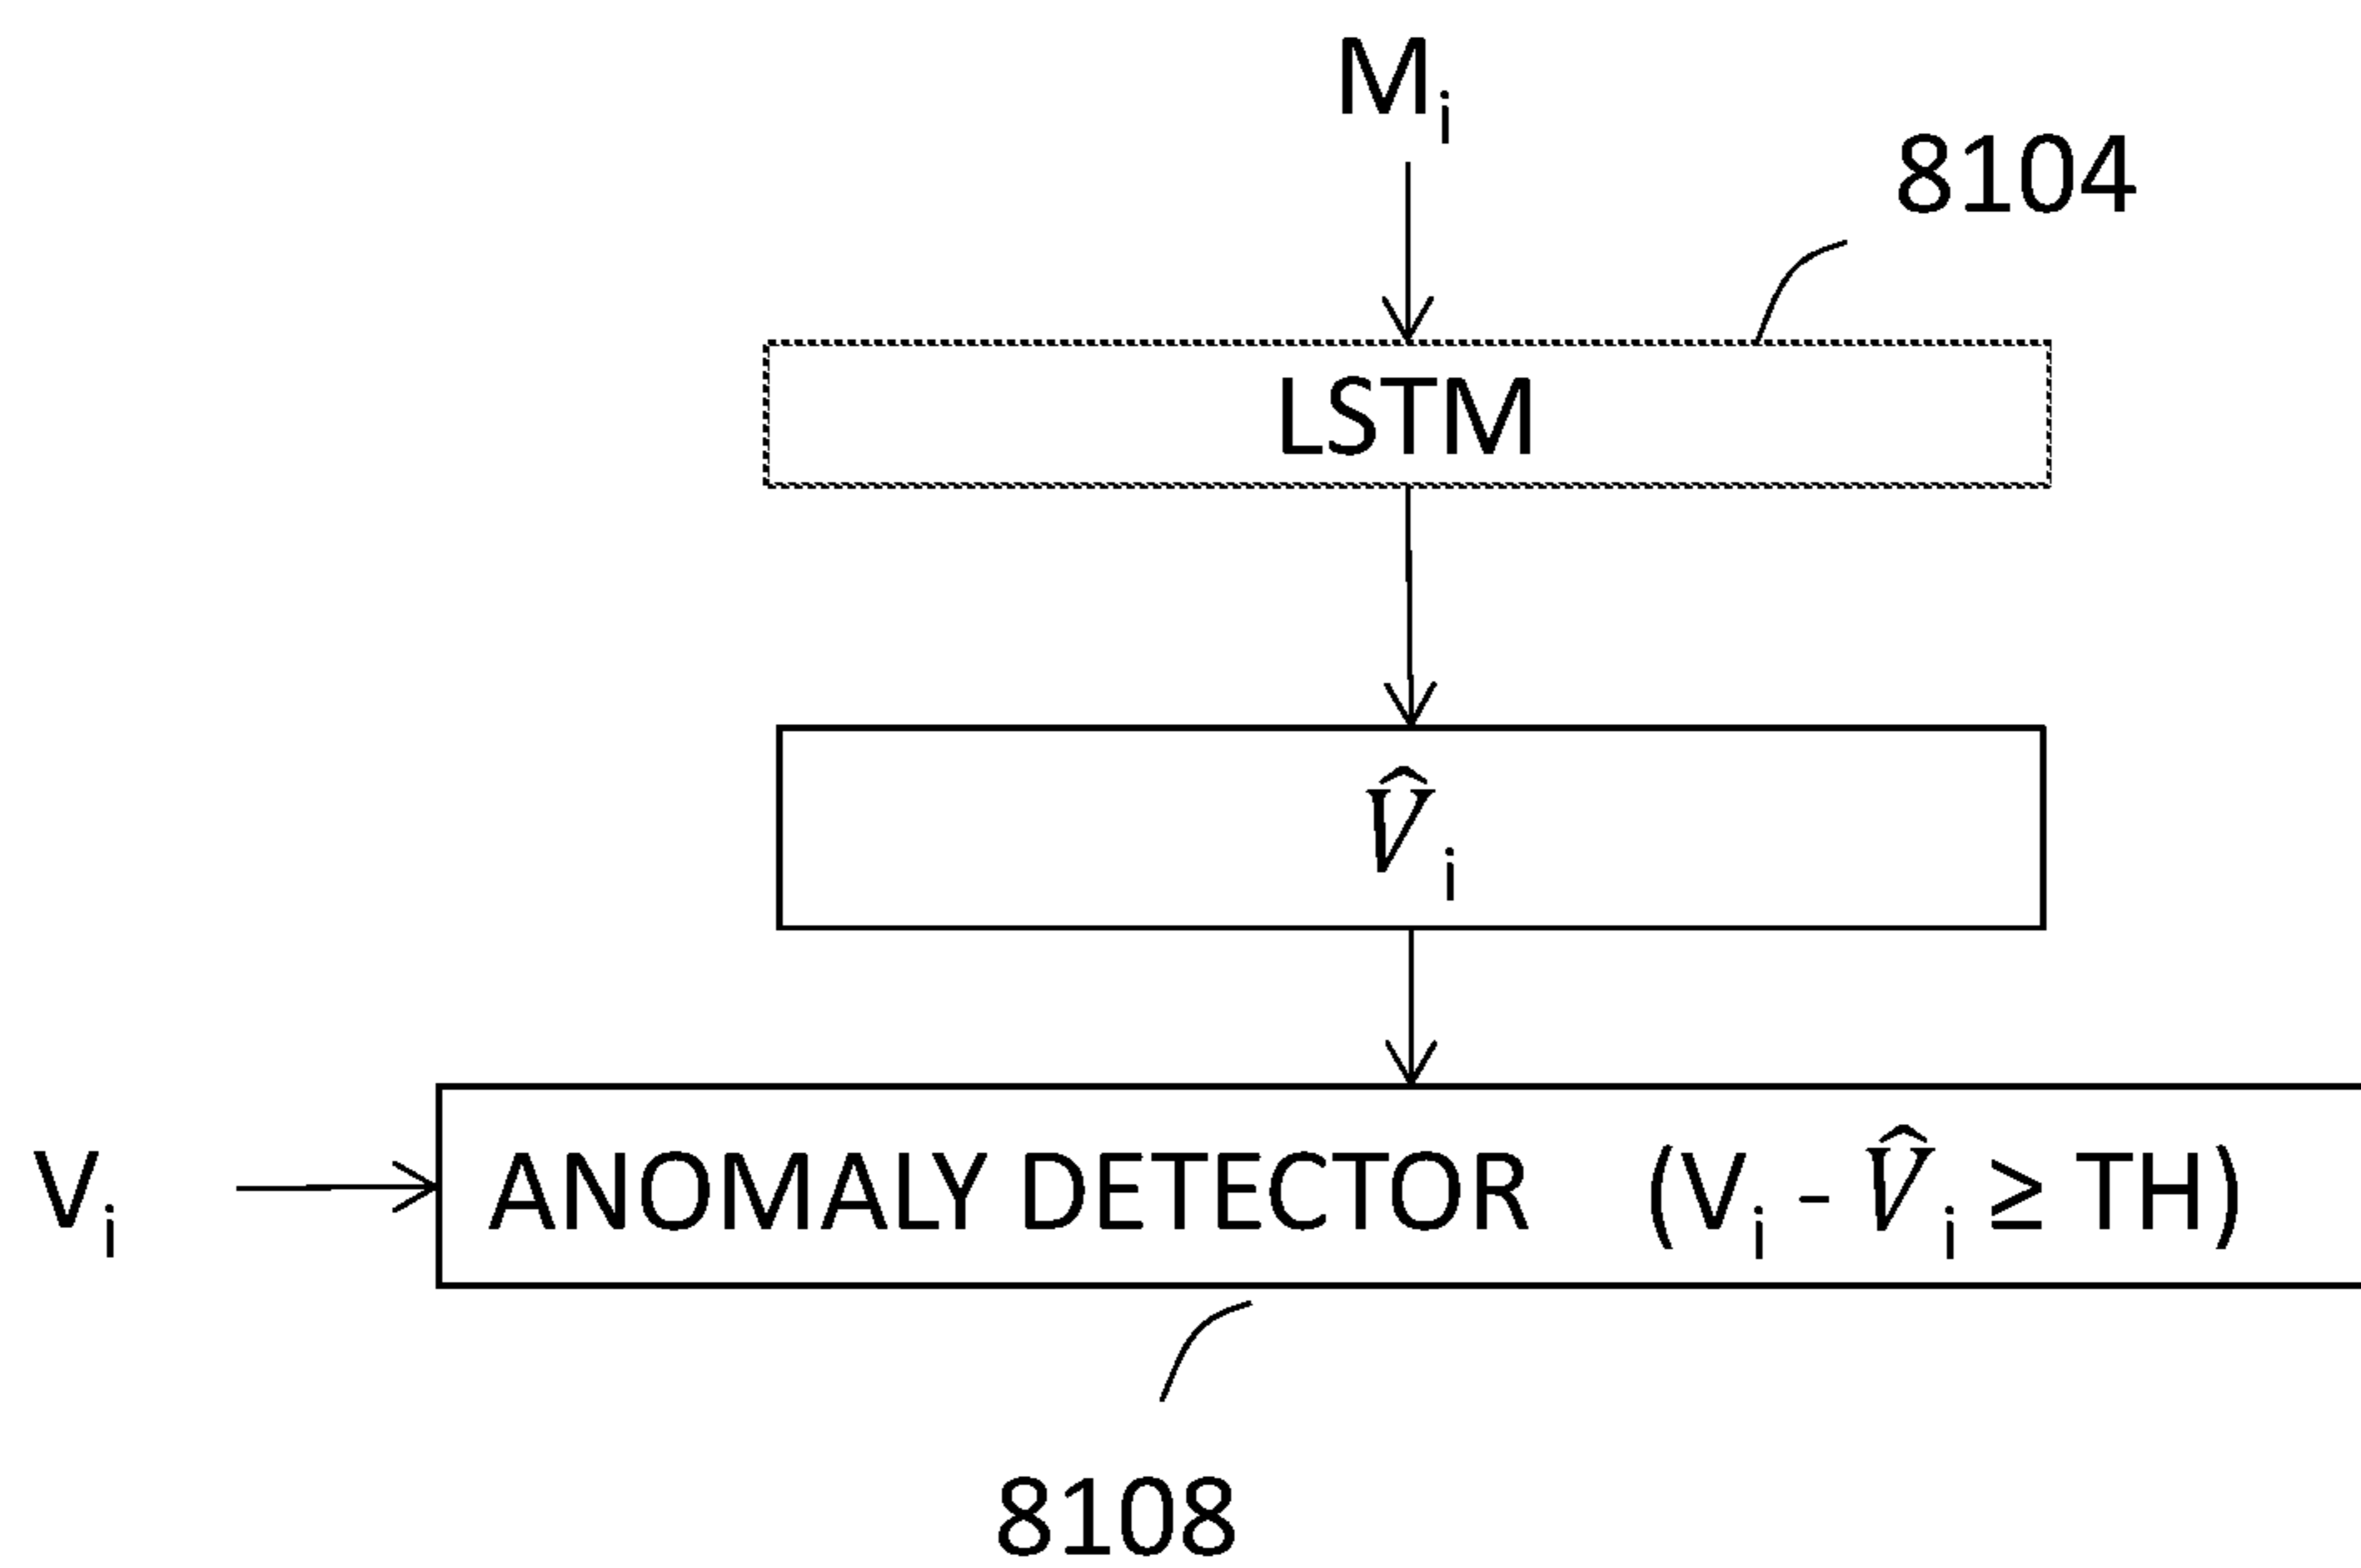 Mᵢ
8104
LSTM
V̂ᵢ
Vᵢ ANOMALY DETECTOR (Vᵢ - V̂ᵢ ≥ TH)
8108